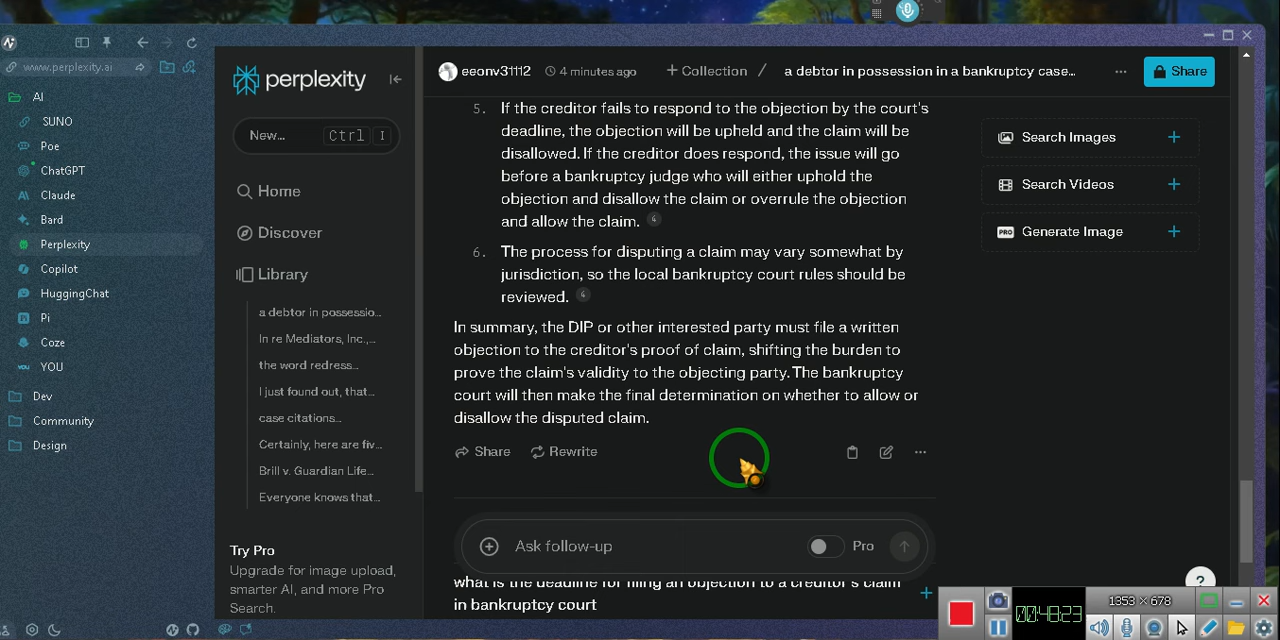 www.perplexity.ai
AI
SUNO
Poe
ChatGPT
Claude
Bard
Perplexity
Copilot
HuggingChat
Pi
Coze
YOU
Dev
Community
Design
perplexity
New...
Ctrl I
Home
Discover
Library
a debtor in possessio...
In re Mediators, Inc.,...
the word redress...
I just found out, that...
case citations...
Certainly, here are fiv...
Brill v. Guardian Life...
Everyone knows that...
Try Pro
Upgrade for image upload,
smarter AI, and more Pro
Search.
eeonv31112
4 minutes ago
+ Collection / a debtor in possession in a bankruptcy case...
Share
5. If the creditor fails to respond to the objection by the court's
deadline, the objection will be upheld and the claim will be
disallowed. If the creditor does respond, the issue will go
before a bankruptcy judge who will either uphold the
objection and disallow the claim or overrule the objection
and allow the claim. 4
6. The process for disputing a claim may vary somewhat by
jurisdiction, so the local bankruptcy court rules should be
reviewed. 4
In summary, the DIP or other interested party must file a written
objection to the creditor's proof of claim, shifting the burden to
prove the claim's validity to the objecting party. The bankruptcy
court will then make the final determination on whether to allow or
disallow the disputed claim.
Share
Rewrite
Ask follow-up
Pro
what is the deadline for filing an objection to a creditor's claim
in bankruptcy court
Search Images
Search Videos
PRO Generate Image
?
00:48:23
1353 × 678